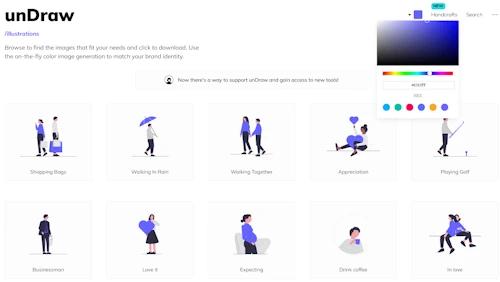 unDraw
NEW
Handcrafts
Search
/illustrations
Browse to find the images that fit your needs and click to download. Use
the on-the-fly color image generation to match your brand identity.
Now there's a way to support unDraw and gain access to new tools!
HEX
Shopping Bags
Walking In Rain
Walking Together
Appreciation
Playing Golf
Businessman
Love it
Expecting
Drink coffee
In love